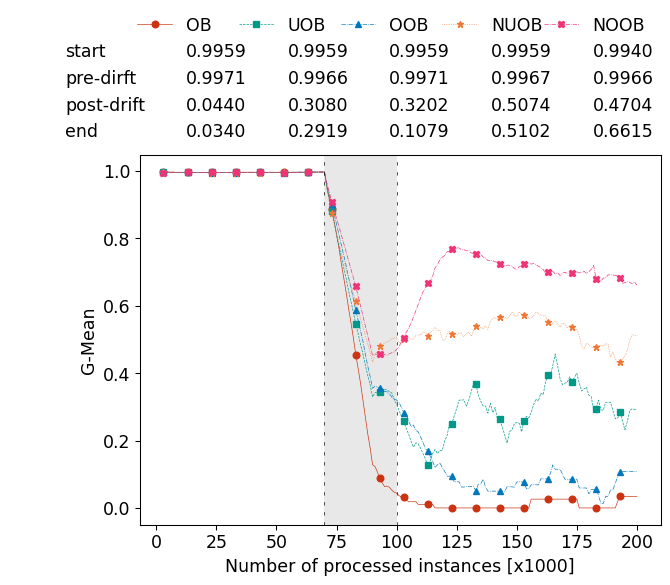 OB UOB OOB NUOB NOOB
start 0.9959 0.9959 0.9959 0.9959 0.9940
pre-dirft 0.9971 0.9966 0.9971 0.9967 0.9966
post-drift 0.0440 0.3080 0.3202 0.5074 0.4704
end 0.0340 0.2919 0.1079 0.5102 0.6615
1.0
0.8
0.6
0.4
0.2
0.0
G-Mean
0 25 50 75 100 125 150 175 200
Number of processed instances [x1000]